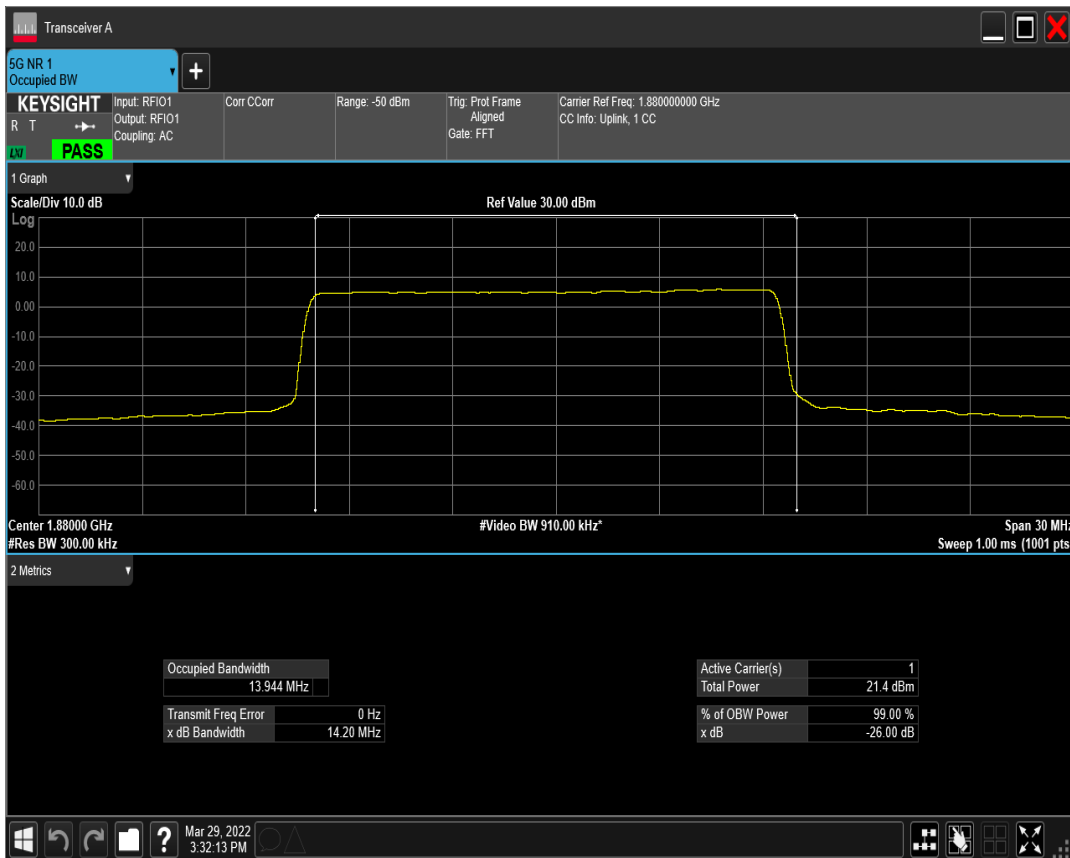 Transceiver A
5G NR 1
Occupied BW
+
KEYSIGHT
R T
LXI
PASS
Input: RFIO1
Output: RFIO1
Coupling: AC
Corr CCorr
Range: -50 dBm
Trig: Prot Frame
Aligned
Gate: FFT
Carrier Ref Freq: 1.880000000 GHz
CC Info: Uplink, 1 CC
1 Graph
Scale/Div 10.0 dB
Ref Value 30.00 dBm
Log
20.0
10.0
0.00
-10.0
-20.0
-30.0
-40.0
-50.0
-60.0
Center 1.88000 GHz
#Video BW 910.00 kHz*
Span 30 MHz
#Res BW 300.00 kHz
Sweep 1.00 ms (1001 pts
2 Metrics
Occupied Bandwidth
13.944 MHz
Transmit Freq Error 0 Hz
x dB Bandwidth 14.20 MHz
Active Carrier(s) 1
Total Power 21.4 dBm
% of OBW Power 99.00 %
x dB -26.00 dB
?
Mar 29, 2022
3:32:13 PM